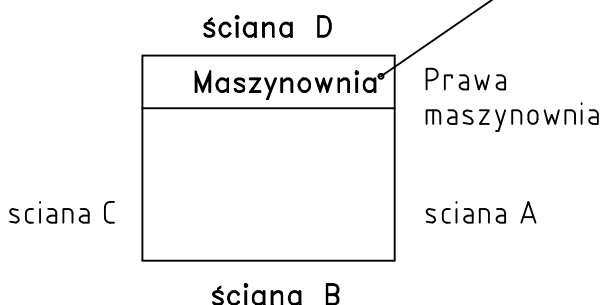 ściana D
Maszynownia
Prawa
maszynownia
sciana C
sciana A
ściana B